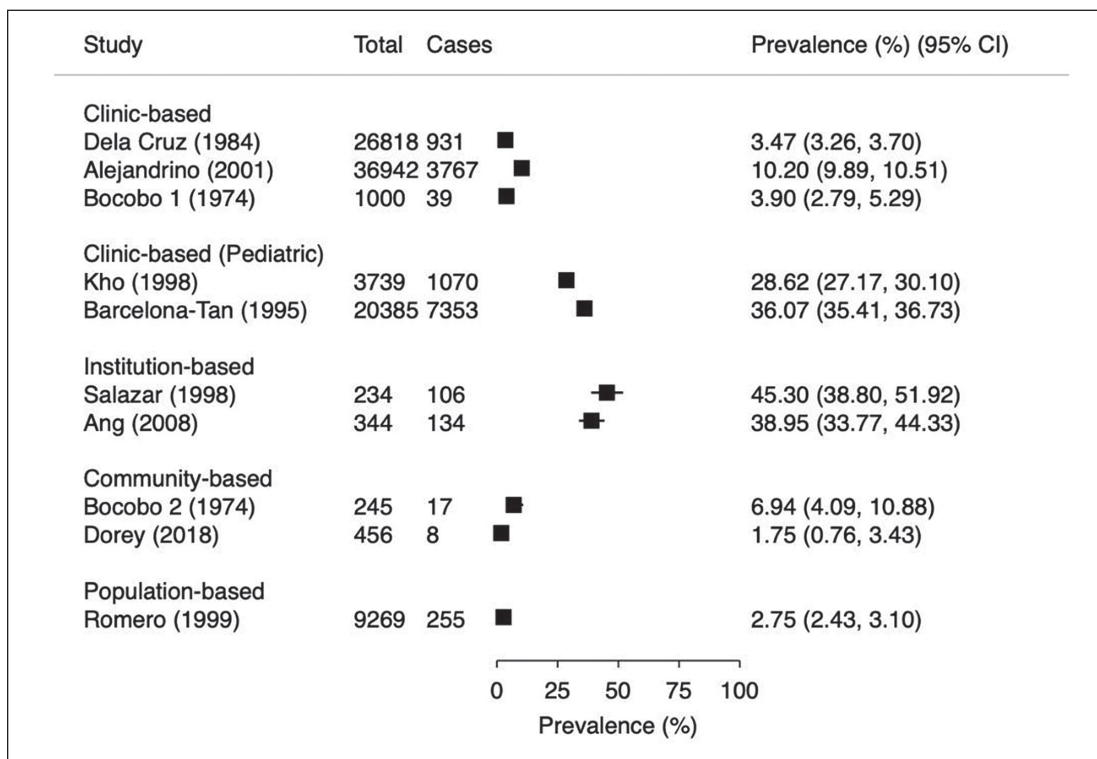 Study Total Cases Prevalence (%) (95% CI)
Clinic-based
Dela Cruz (1984) 26818 931 3.47 (3.26, 3.70)
Alejandrino (2001) 36942 3767 10.20 (9.89, 10.51)
Bocobo 1 (1974) 1000 39 3.90 (2.79, 5.29)
Clinic-based (Pediatric)
Kho (1998) 3739 1070 28.62 (27.17, 30.10)
Barcelona-Tan (1995) 20385 7353 36.07 (35.41, 36.73)
Institution-based
Salazar (1998) 234 106 45.30 (38.80, 51.92)
Ang (2008) 344 134 38.95 (33.77, 44.33)
Community-based
Bocobo 2 (1974) 245 17 6.94 (4.09, 10.88)
Dorey (2018) 456 8 1.75 (0.76, 3.43)
Population-based
Romero (1999) 9269 255 2.75 (2.43, 3.10)
0 25 50 75 100
Prevalence (%)